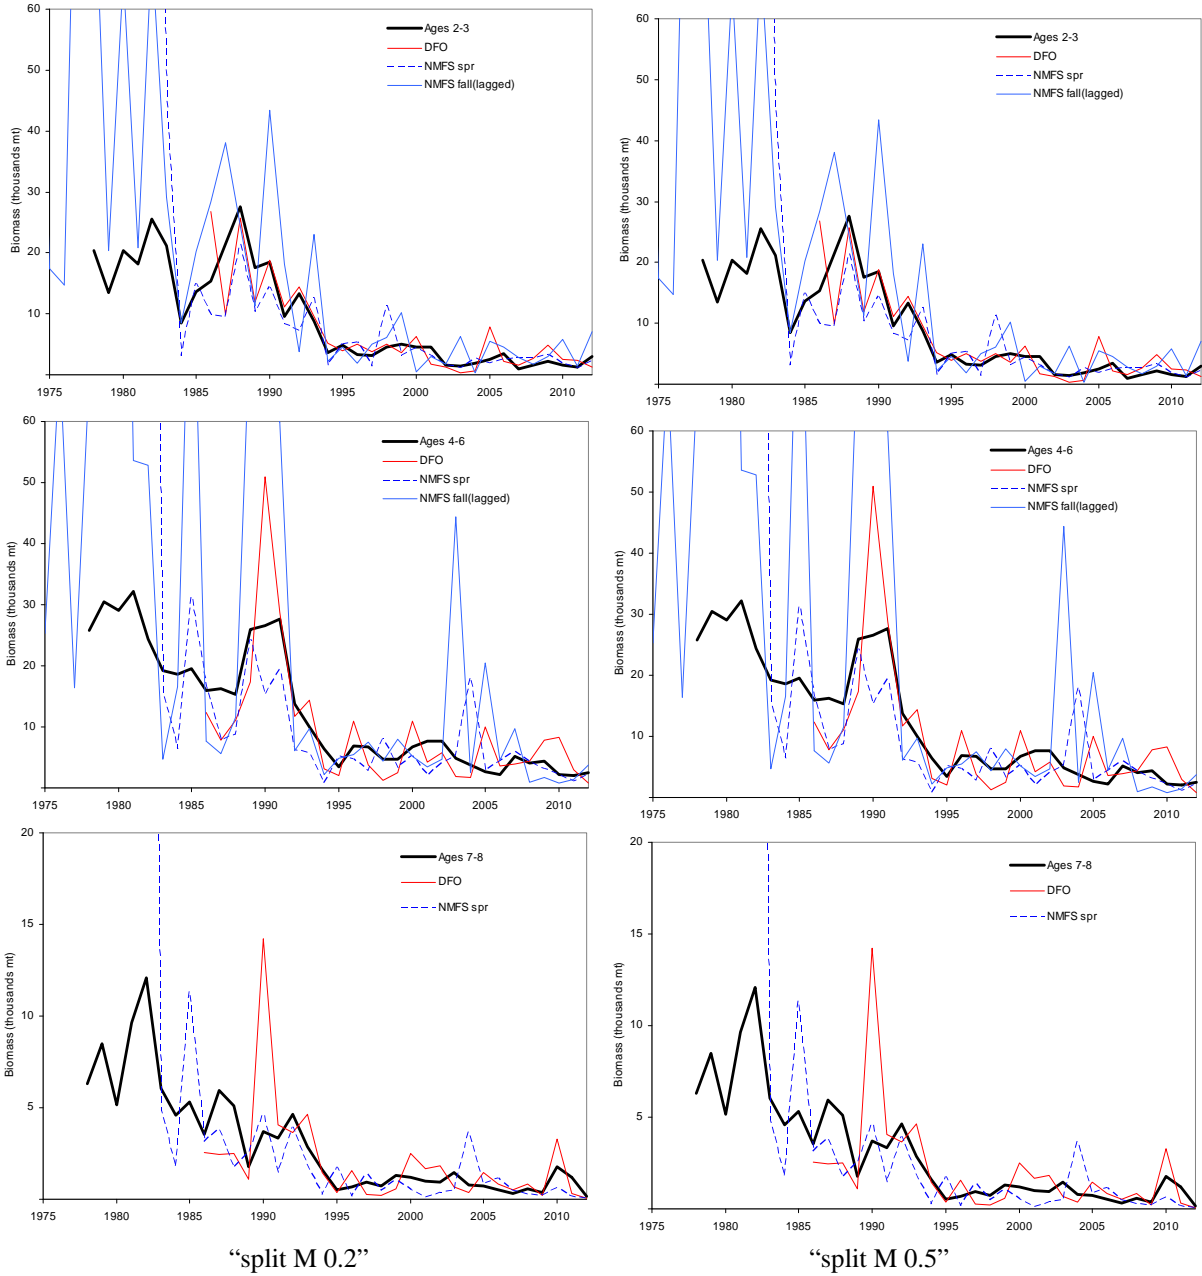 60
50
40
30
20
10
Biomass (thousands mt)
Ages 2-3
DFO
NMFS spr
NMFS fall(lagged)
1975 1980 1985 1990 1995 2000 2005 2010
60
50
40
30
20
10
Biomass (thousands mt)
Ages 2-3
DFO
NMFS spr
NMFS fall(lagged)
1975 1980 1985 1990 1995 2000 2005 2010
60
50
40
30
20
10
Biomass (thousands mt)
Ages 4-6
DFO
NMFS spr
NMFS fall(lagged)
1975 1980 1985 1990 1995 2000 2005 2010
60
50
40
30
20
10
Biomass (thousands mt)
Ages 4-6
DFO
NMFS spr
NMFS fall(lagged)
1975 1980 1985 1990 1995 2000 2005 2010
20
15
10
5
Biomass (thousands mt)
Ages 7-8
DFO
NMFS spr
1975 1980 1985 1990 1995 2000 2005 2010
20
15
10
5
Biomass (thousands mt)
Ages 7-8
DFO
NMFS spr
1975 1980 1985 1990 1995 2000 2005 2010
“split M 0.2”
“split M 0.5”